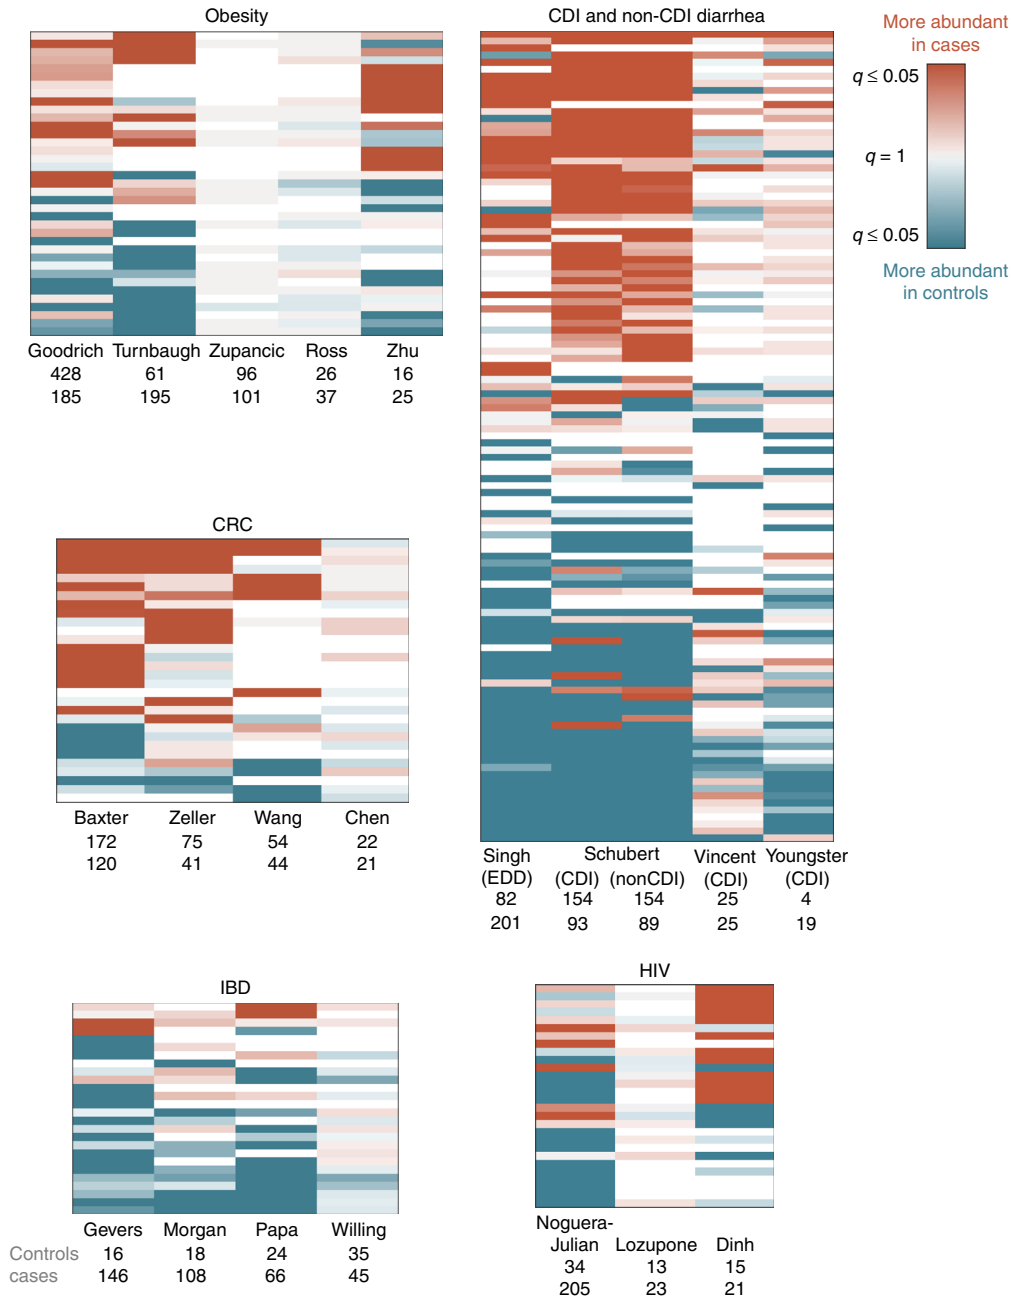 Obesity
Goodrich Turnbaugh Zupancic Ross Zhu
428 61 96 26 16
185 195 101 37 25
CDI and non-CDI diarrhea
Singh Schubert Vincent Youngster
(EDD) (CDI) (nonCDI) (CDI) (CDI)
82 154 154 25 4
201 93 89 25 19
More abundant
in cases
q ≤ 0.05
q = 1
q ≤ 0.05
More abundant
in controls
CRC
Baxter Zeller Wang Chen
172 75 54 22
120 41 44 21
IBD
Gevers Morgan Papa Willing
Controls 16 18 24 35
cases 146 108 66 45
HIV
Noguera-
Julian Lozupone Dinh
34 13 15
205 23 21